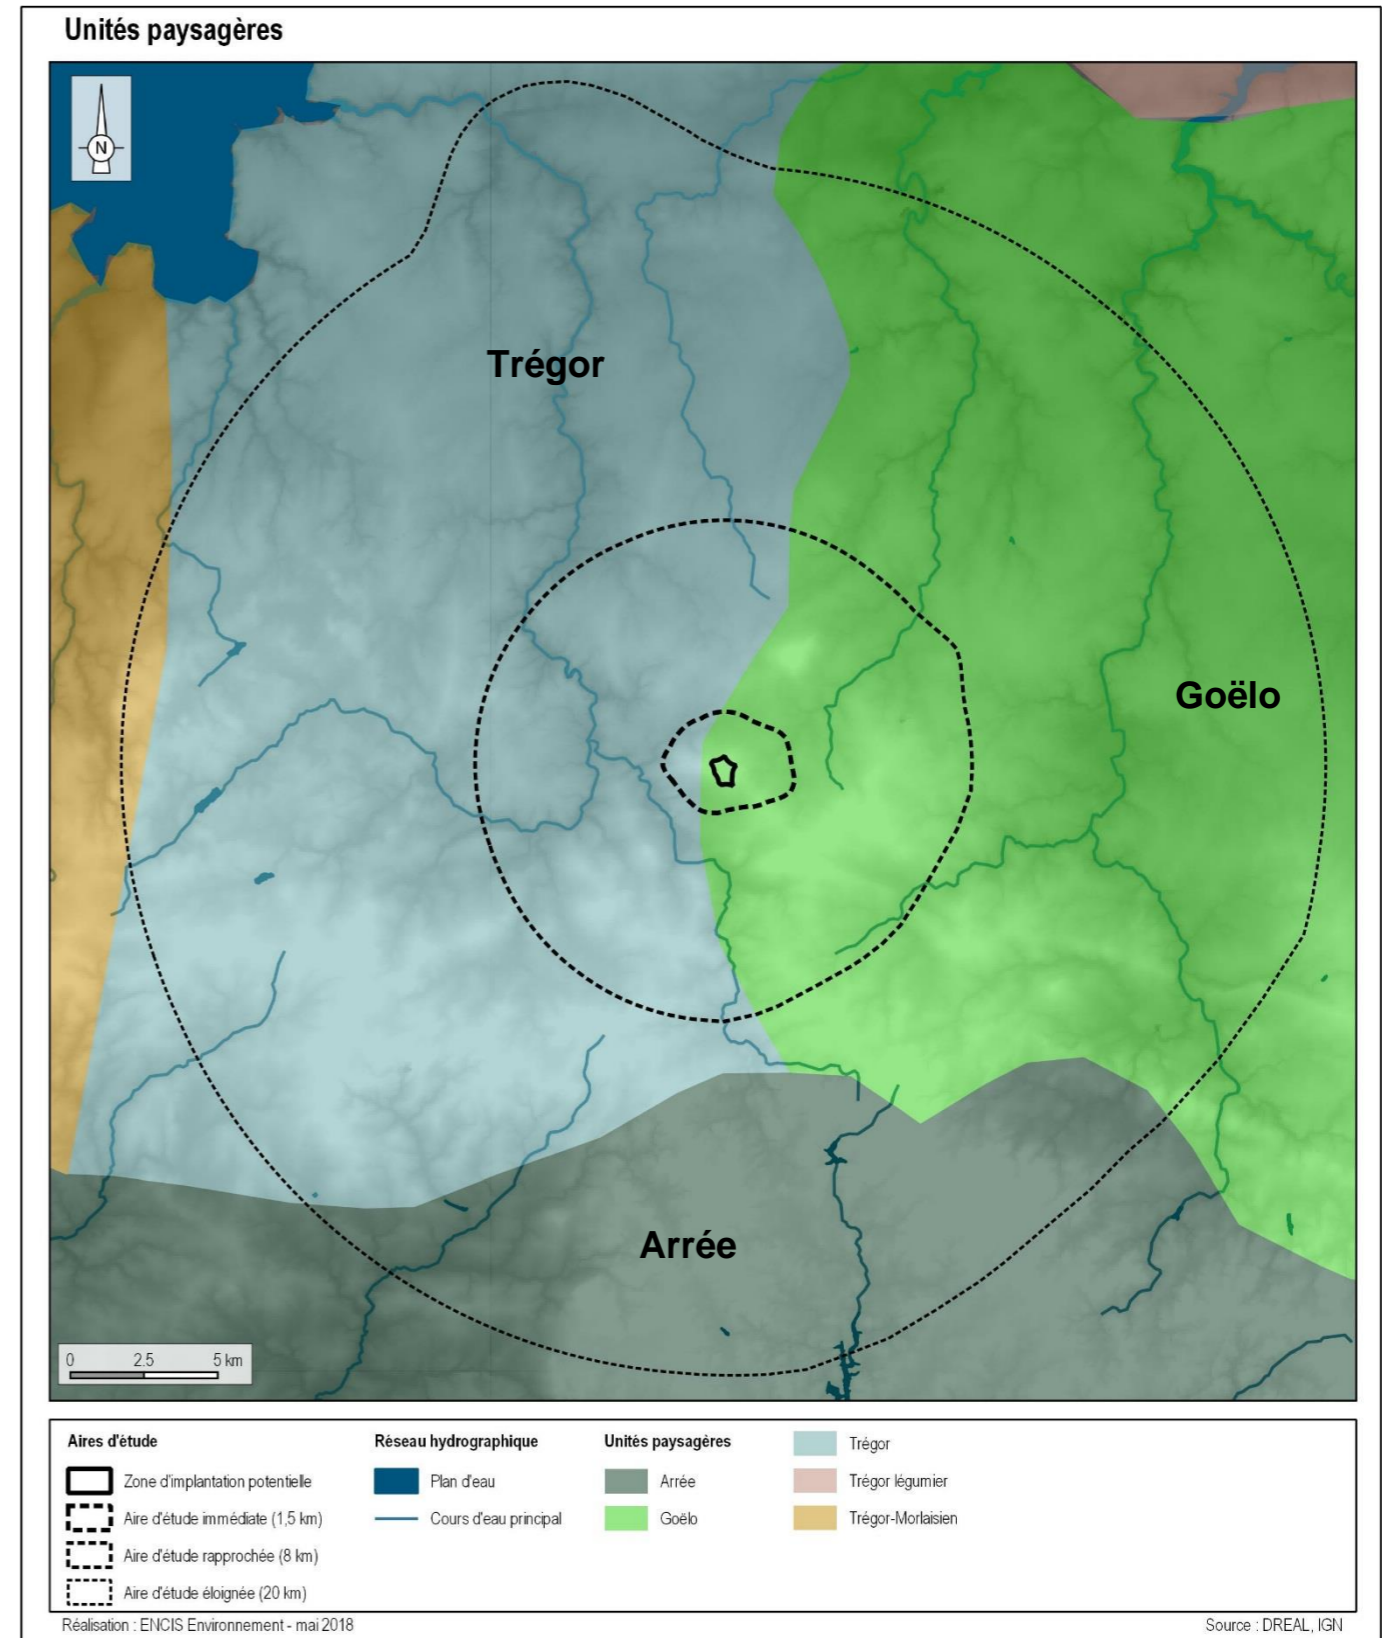 Unités paysagères
N
Trégor
Goëlo
Arrée
0 2.5 5 km
Aires d'étude
Zone d'implantation potentielle
Aire d'étude immédiate (1,5 km)
Aire d'étude rapprochée (8 km)
Aire d'étude éloignée (20 km)
Réseau hydrographique
Plan d'eau
Cours d'eau principal
Unités paysagères
Arrée
Goëlo
Trégor
Trégor légumier
Trégor-Morlaisien
Réalisation : ENCIS Environnement - mai 2018
Source : DREAL, IGN